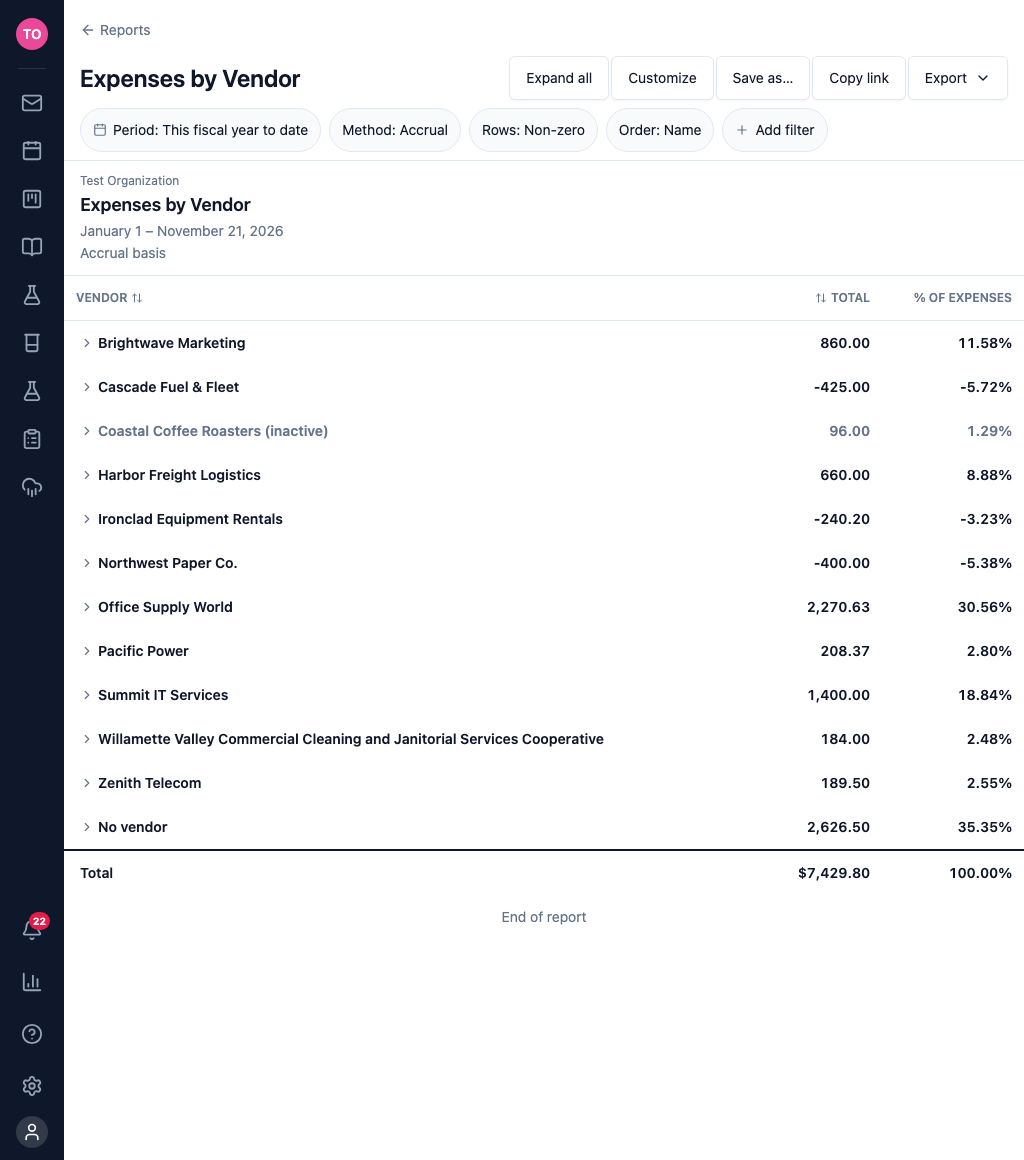 TO
← Reports
Expenses by Vendor
Expand all
Customize
Save as...
Copy link
Export
Period: This fiscal year to date
Method: Accrual
Rows: Non-zero
Order: Name
+ Add filter
Test Organization
Expenses by Vendor
January 1 – November 21, 2026
Accrual basis
VENDOR TOTAL % OF EXPENSES
Brightwave Marketing 860.00 11.58%
Cascade Fuel & Fleet -425.00 -5.72%
Coastal Coffee Roasters (inactive) 96.00 1.29%
Harbor Freight Logistics 660.00 8.88%
Ironclad Equipment Rentals -240.20 -3.23%
Northwest Paper Co. -400.00 -5.38%
Office Supply World 2,270.63 30.56%
Pacific Power 208.37 2.80%
Summit IT Services 1,400.00 18.84%
Willamette Valley Commercial Cleaning and Janitorial Services Cooperative 184.00 2.48%
Zenith Telecom 189.50 2.55%
No vendor 2,626.50 35.35%
Total $7,429.80 100.00%
End of report
22